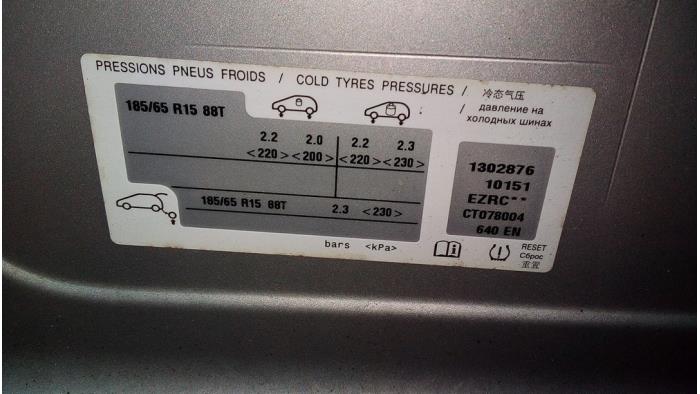 PRESSIONS PNEUS FROIDS / COLD TYRES PRESSURES / 冷态气压
/ давление на
холодных шинах
185/65 R15 88T
2.2 2.0 2.2 2.3
<220> <200> <220> <230>
185/65 R15 88T 2.3 <230>
bars <kPa>
1302876
10151
EZRC**
CT078004
640 EN
RESET
Сброс
重置